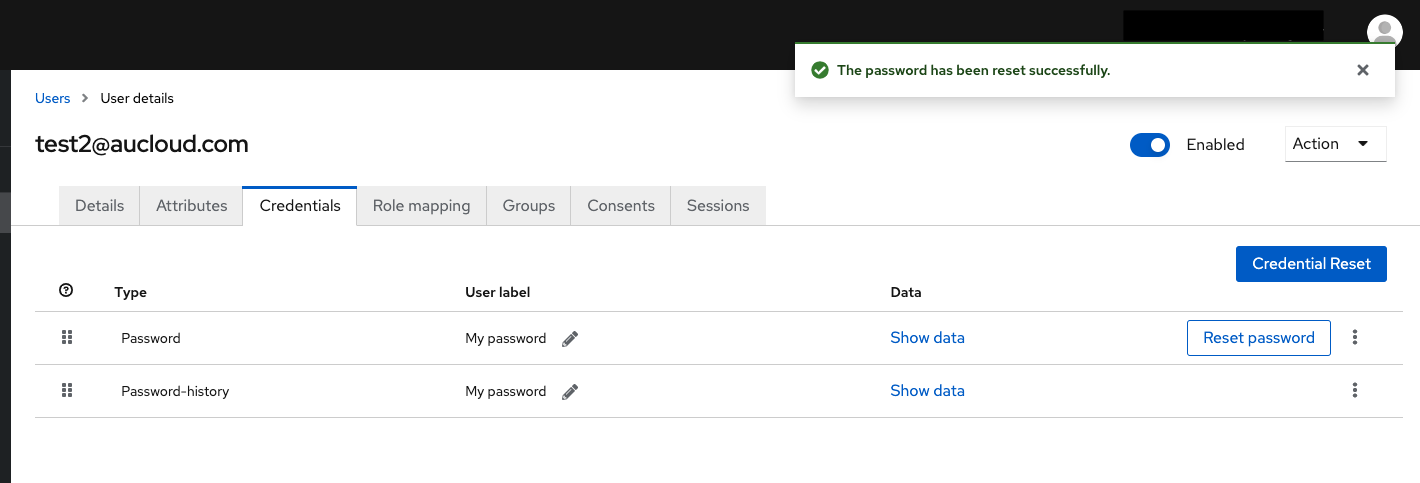 The password has been reset successfully.
Users > User details
test2@aucloud.com
Enabled
Action
Details Attributes Credentials Role mapping Groups Consents Sessions
Credential Reset
Type User label Data
Password My password Show data Reset password
Password-history My password Show data